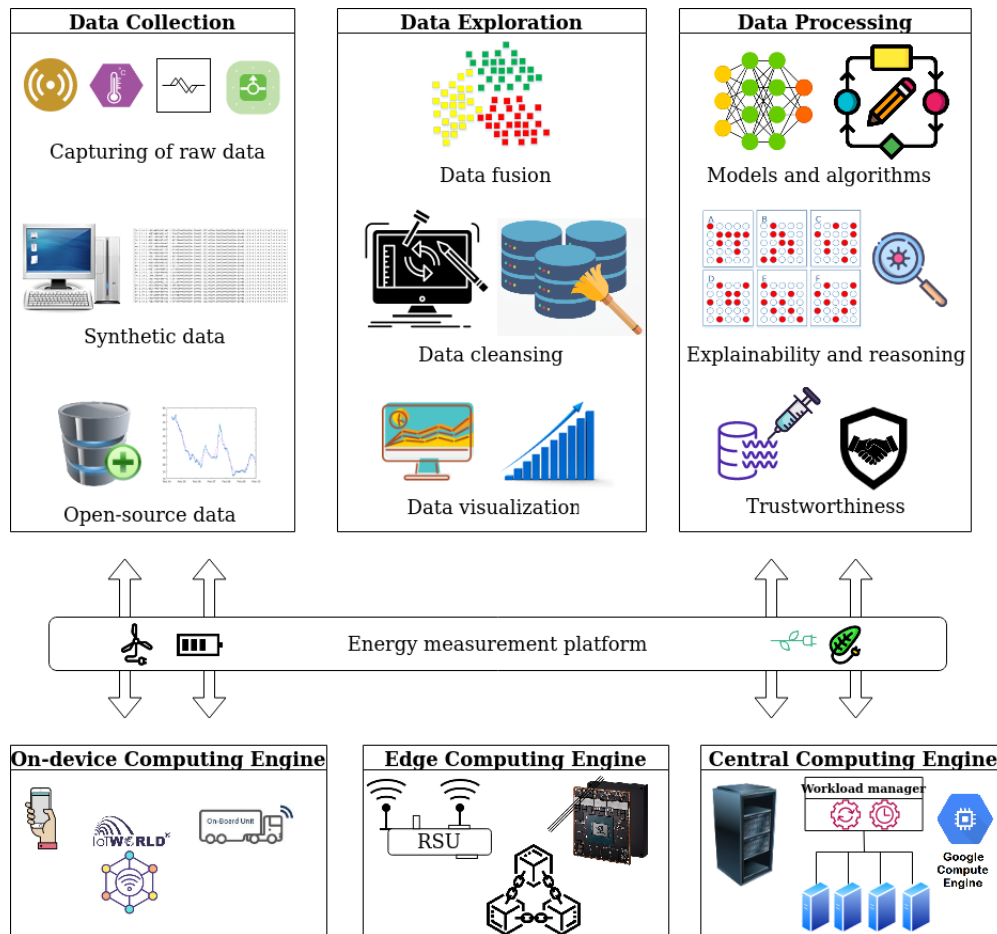 Data Collection
Capturing of raw data
Synthetic data
Open-source data
Data Exploration
Data fusion
Data cleansing
Data visualization
Data Processing
Models and algorithms
A B C
D E F
Explainability and reasoning
Trustworthiness
Energy measurement platform
On-device Computing Engine
IoT WORLD
On-Board Unit
Edge Computing Engine
RSU
Central Computing Engine
Workload manager
Google
Compute
Engine